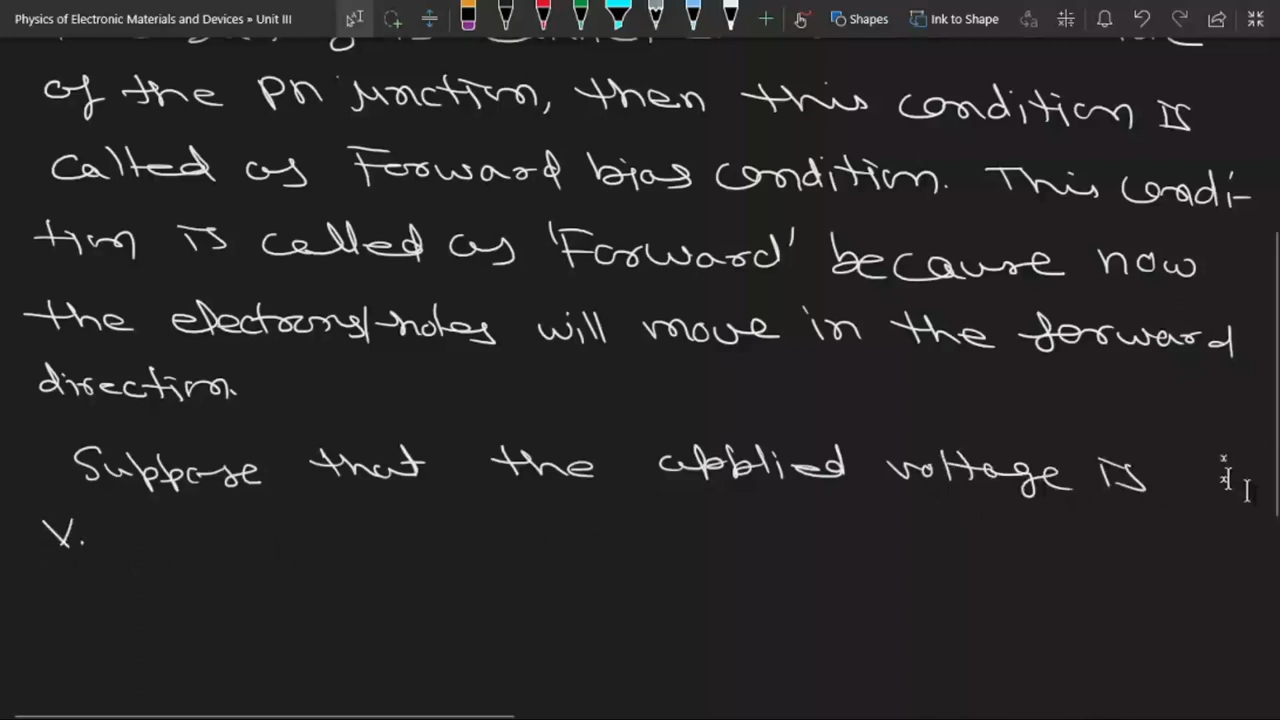 Physics of Electronic Materials and Devices » Unit III
Shapes
Ink to Shape
of the pn junction, then this condition is
called as Forward bias condition. This condi-
tion is called as 'Forward' because now
the electrons/holes will move in the forward
direction.
Suppose that the applied voltage is
V.